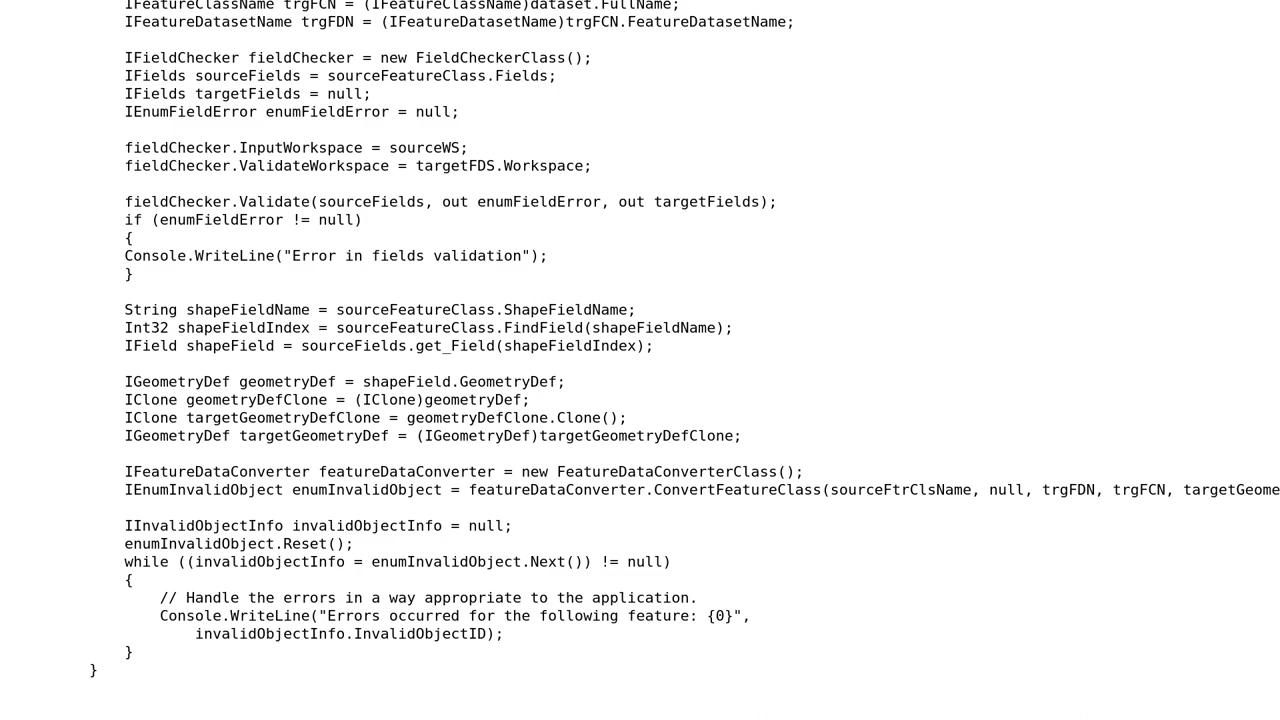 IFeatureClassName trgFCN = (IFeatureClassName)dataset.FullName;
IFeatureDatasetName trgFDN = (IFeatureDatasetName)trgFCN.FeatureDatasetName;
IFieldChecker fieldChecker = new FieldCheckerClass();
IFields sourceFields = sourceFeatureClass.Fields;
IFields targetFields = null;
IEnumFieldError enumFieldError = null;
fieldChecker.InputWorkspace = sourceWS;
fieldChecker.ValidateWorkspace = targetFDS.Workspace;
fieldChecker.Validate(sourceFields, out enumFieldError, out targetFields);
if (enumFieldError != null)
{
Console.WriteLine("Error in fields validation");
}
String shapeFieldName = sourceFeatureClass.ShapeFieldName;
Int32 shapeFieldIndex = sourceFeatureClass.FindField(shapeFieldName);
IField shapeField = sourceFields.get_Field(shapeFieldIndex);
IGeometryDef geometryDef = shapeField.GeometryDef;
IClone geometryDefClone = (IClone)geometryDef;
IClone targetGeometryDefClone = geometryDefClone.Clone();
IGeometryDef targetGeometryDef = (IGeometryDef)targetGeometryDefClone;
IFeatureDataConverter featureDataConverter = new FeatureDataConverterClass();
IEnumInvalidObject enumInvalidObject = featureDataConverter.ConvertFeatureClass(sourceFtrClsName, null, trgFDN, trgFCN, targetGeome
IInvalidObjectInfo invalidObjectInfo = null;
enumInvalidObject.Reset();
while ((invalidObjectInfo = enumInvalidObject.Next()) != null)
{
// Handle the errors in a way appropriate to the application.
Console.WriteLine("Errors occurred for the following feature: {0}",
invalidObjectInfo.InvalidObjectID);
}
}